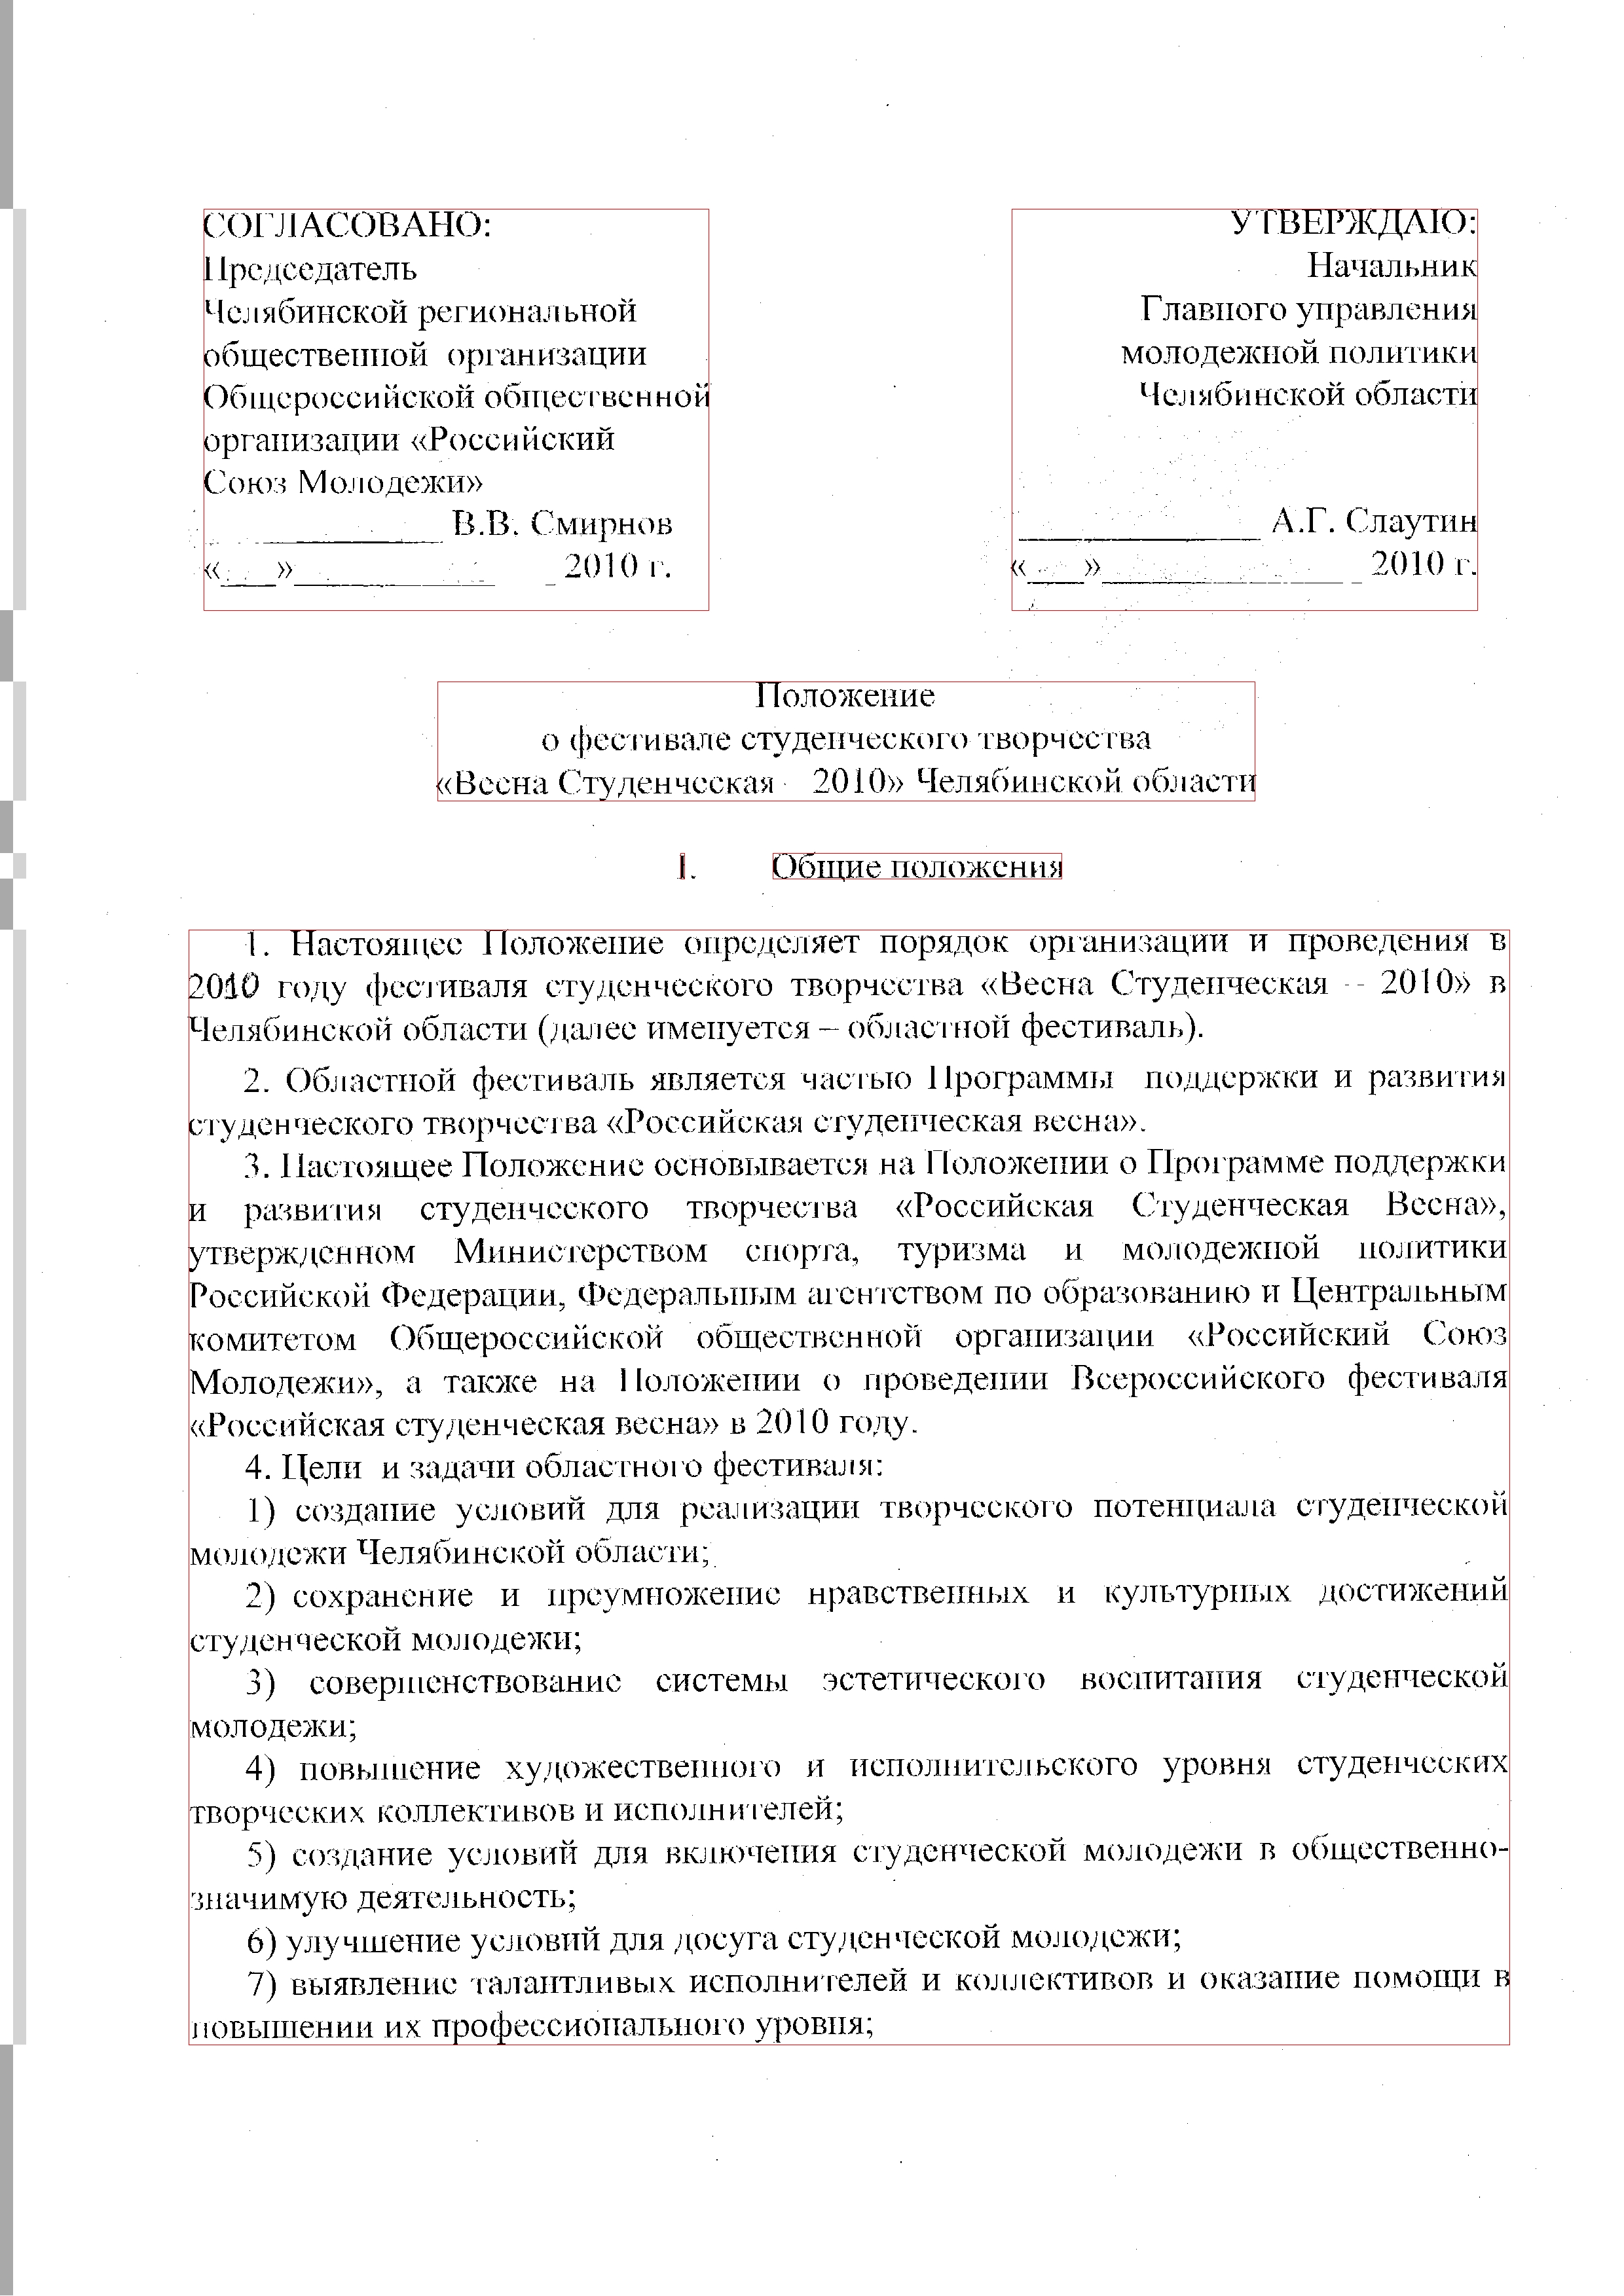 СОГЛАСОВАНО:
Председатель
Челябинской региональной
общественной организации
Общероссийской общественной
организации «Российский
Союз Молодежи»
______________ В.В. Смирнов
«____»________________ 2010 г.
УТВЕРЖДАЮ:
Начальник
Главного управления
молодежной политики
Челябинской области
__________________ А.Г. Слаутин
«____»__________________ 2010 г.
Положение
о фестивале студенческого творчества
«Весна Студенческая - 2010» Челябинской области
I. Общие положения
1. Настоящее Положение определяет порядок организации и проведения в
2010 году фестиваля студенческого творчества «Весна Студенческая – 2010» в
Челябинской области (далее именуется – областной фестиваль).
2. Областной фестиваль является частью Программы поддержки и развития
студенческого творчества «Российская студенческая весна».
3. Настоящее Положение основывается на Положении о Программе поддержки
и развития студенческого творчества «Российская Студенческая Весна»,
утвержденном Министерством спорта, туризма и молодежной политики
Российской Федерации, Федеральным агентством по образованию и Центральным
комитетом Общероссийской общественной организации «Российский Союз
Молодежи», а также на Положении о проведении Всероссийского фестиваля
«Российская студенческая весна» в 2010 году.
4. Цели и задачи областного фестиваля:
1) создание условий для реализации творческого потенциала студенческой
молодежи Челябинской области;
2) сохранение и преумножение нравственных и культурных достижений
студенческой молодежи;
3) совершенствование системы эстетического воспитания студенческой
молодежи;
4) повышение художественного и исполнительского уровня студенческих
творческих коллективов и исполнителей;
5) создание условий для включения студенческой молодежи в общественно-
значимую деятельность;
6) улучшение условий для досуга студенческой молодежи;
7) выявление талантливых исполнителей и коллективов и оказание помощи в
повышении их профессионального уровня;